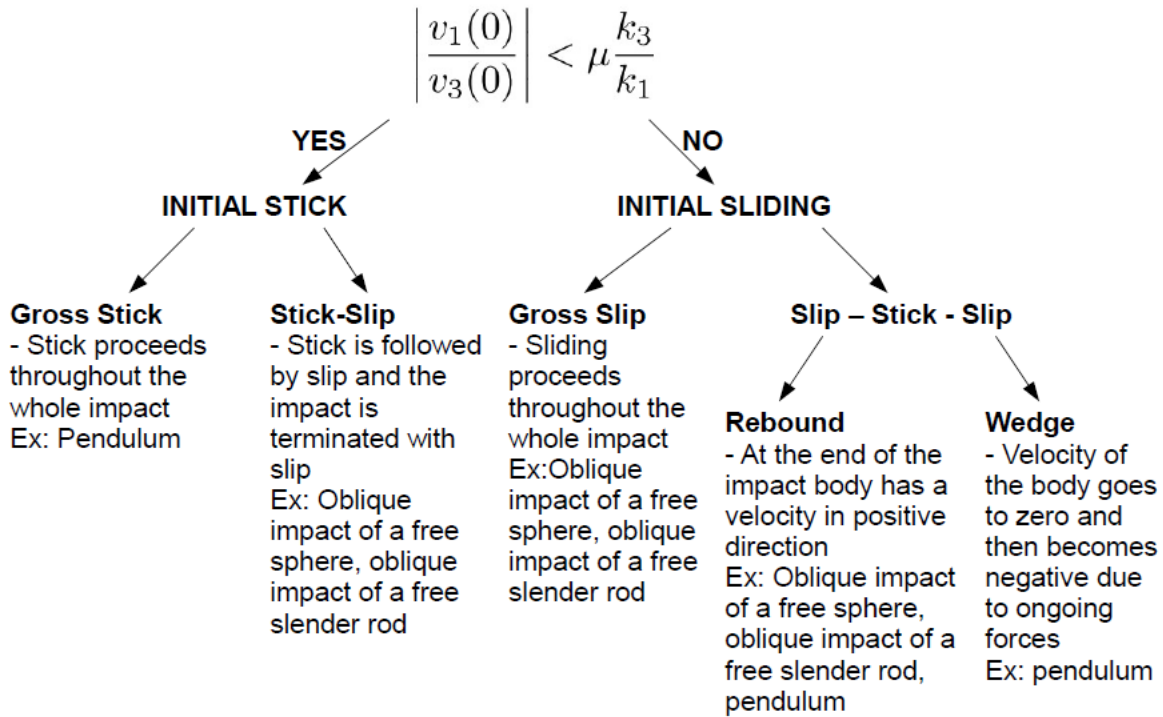 |v₁(0)/v₃(0)| < μ k₃/k₁
YES
NO
INITIAL STICK
INITIAL SLIDING
Gross Stick
- Stick proceeds
throughout the
whole impact
Ex: Pendulum
Stick-Slip
- Stick is followed
by slip and the
impact is
terminated with
slip
Ex: Oblique
impact of a free
sphere, oblique
impact of a free
slender rod
Gross Slip
- Sliding
proceeds
throughout the
whole impact
Ex:Oblique
impact of a free
sphere, oblique
impact of a free
slender rod
Slip – Stick - Slip
Rebound
- At the end of the
impact body has a
velocity in positive
direction
Ex: Oblique impact
of a free sphere,
oblique impact of a
free slender rod,
pendulum
Wedge
- Velocity of
the body goes
to zero and
then becomes
negative due
to ongoing
forces
Ex: pendulum